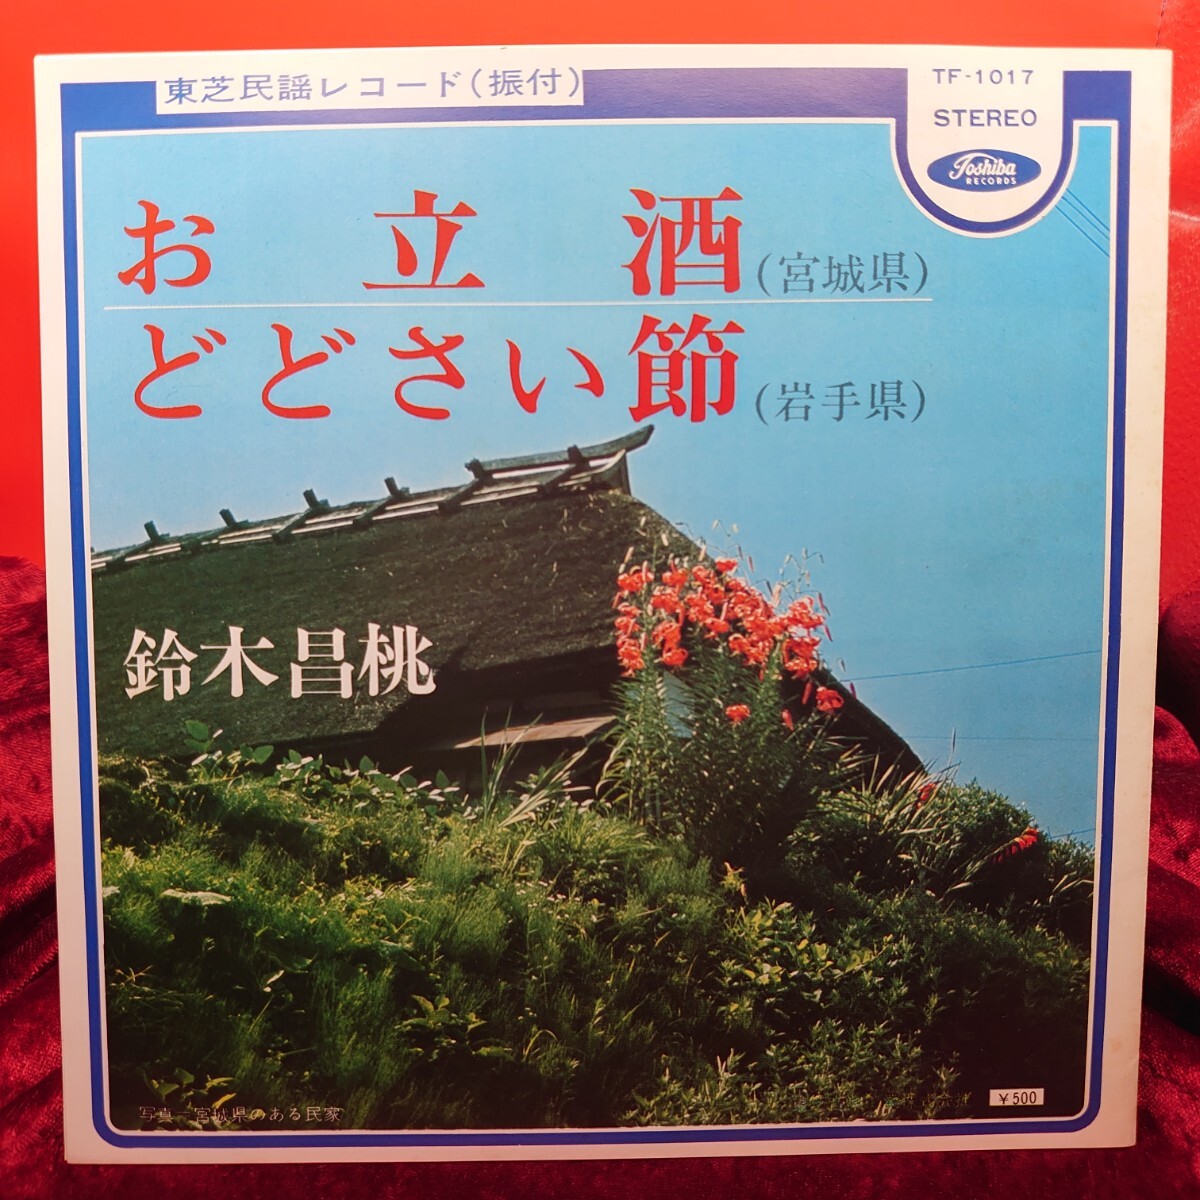 東芝民謡レコード(振付)
TF-1017
STEREO
Toshiba
RECORDS
お立酒(宮城県)
どどさい節(岩手県)
鈴木昌桃
写真―宮城県のある民家
¥500